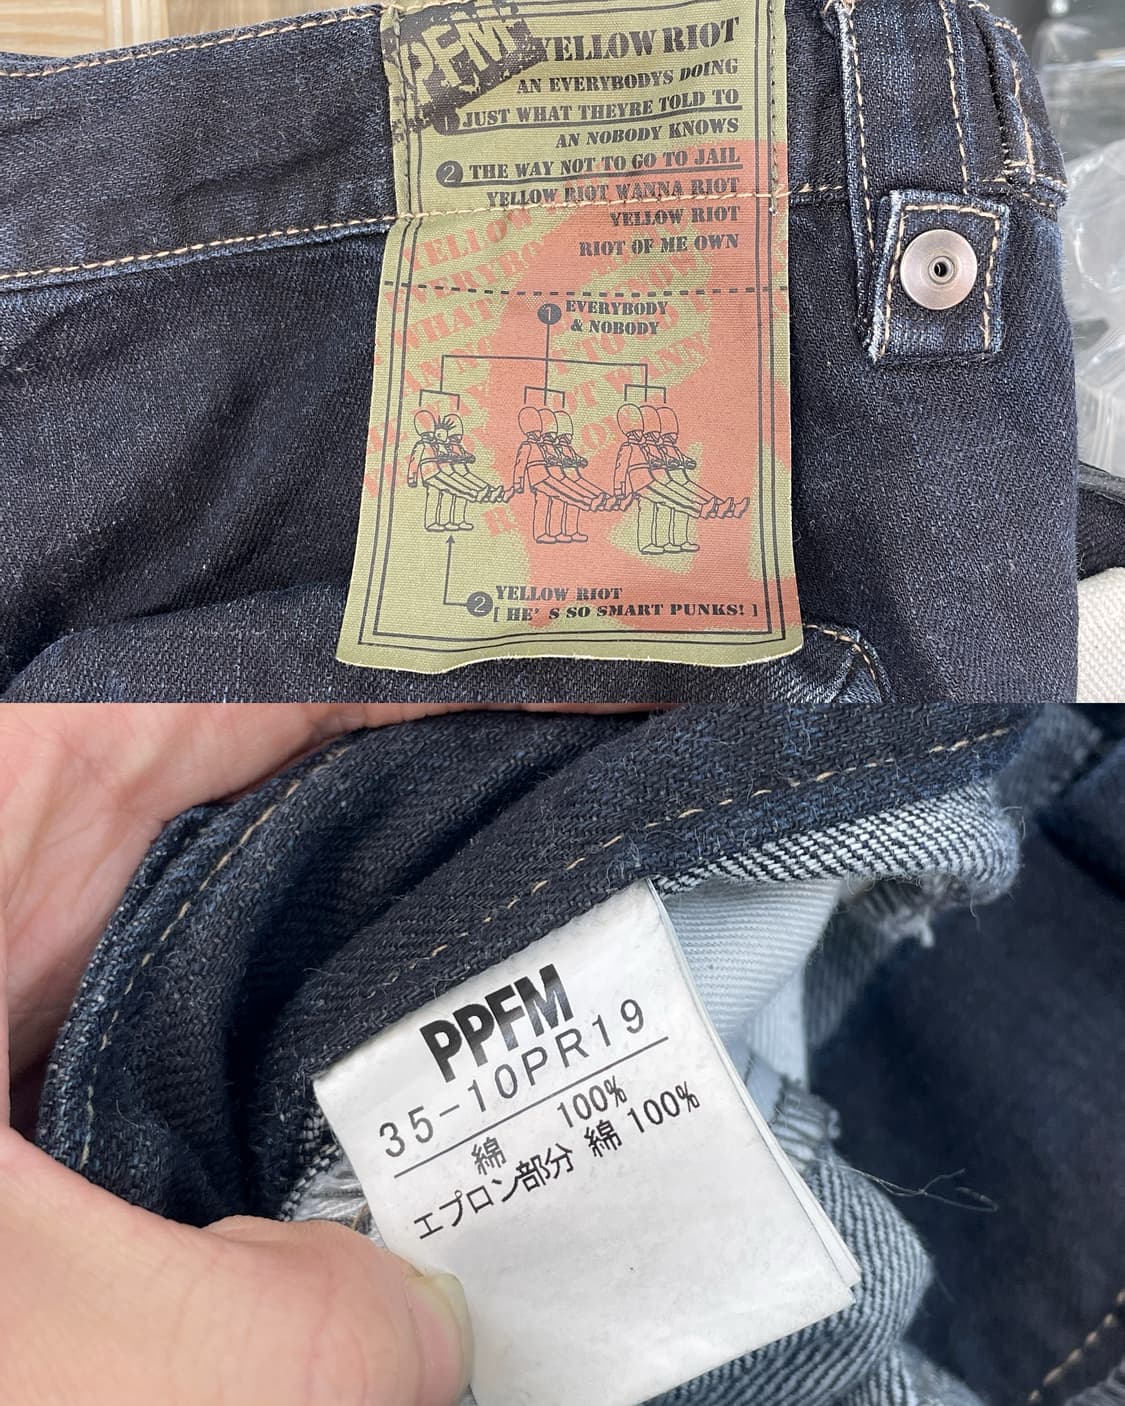 PPFM
YELLOW RIOT
AN EVERYBODYS DOING
1 JUST WHAT THEYRE TOLD TO
AN NOBODY KNOWS
2 THE WAY NOT TO GO TO JAIL
YELLOW RIOT WANNA RIOT
YELLOW RIOT
RIOT OF ME OWN
1 EVERYBODY
& NOBODY
2 YELLOW RIOT
[ HE'S SO SMART PUNKS! ]
PPFM
35-10PR19
綿 100%
エプロン部分 綿 100%